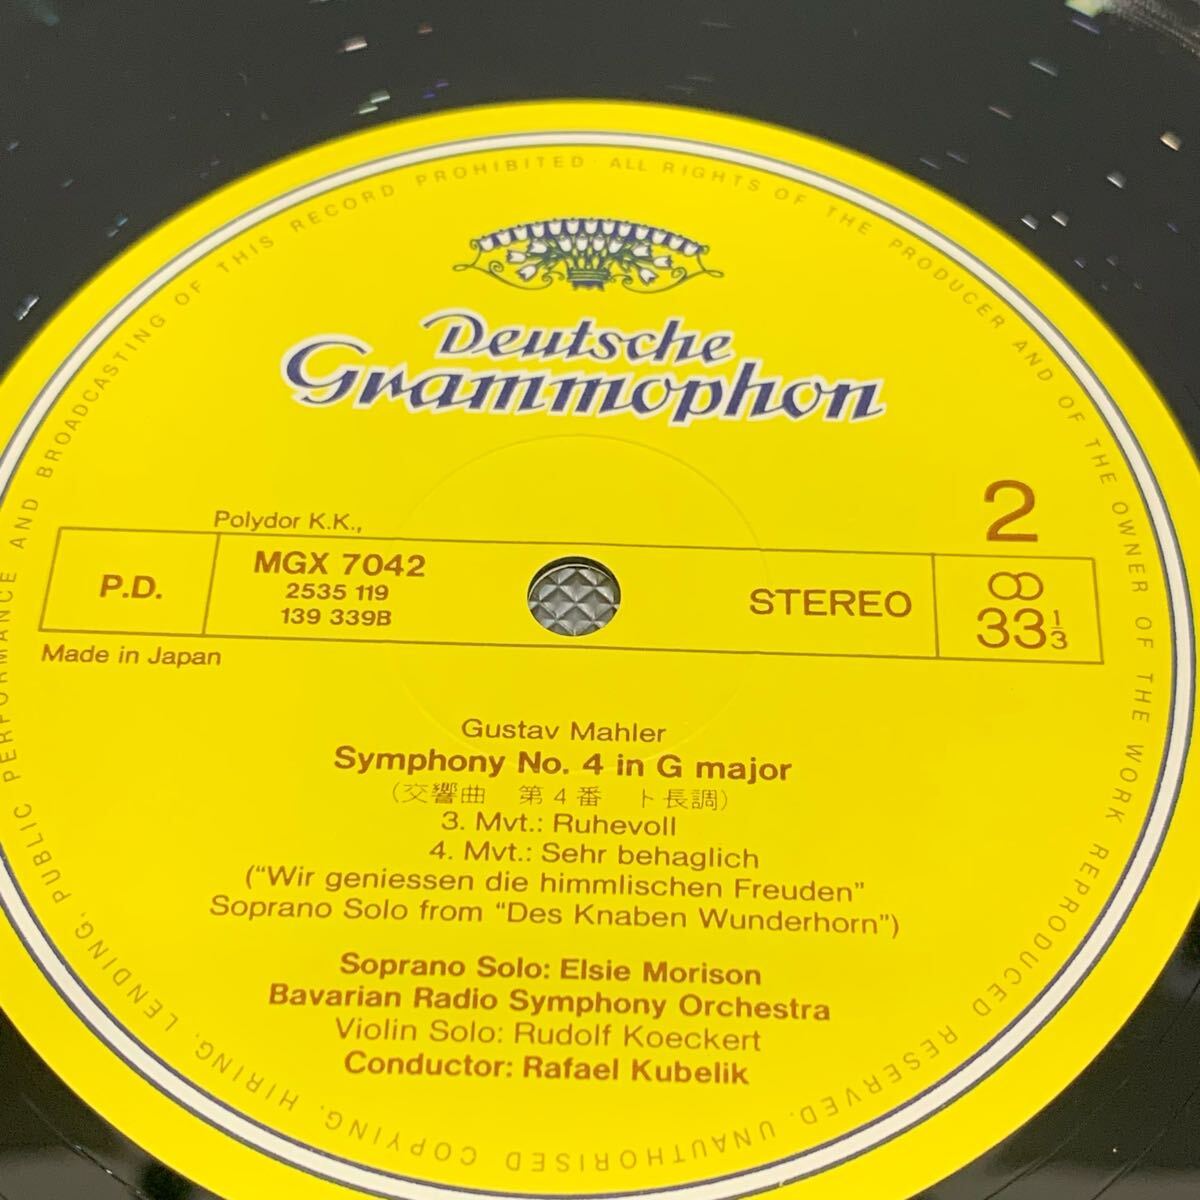 ALL RIGHTS OF THE PRODUCER AND OF THE OWNER OF THE WORK REPRODUCED RESERVED. UNAUTHORISED COPYING, HIRING, LENDING, PUBLIC PERFORMANCE AND BROADCASTING OF THIS RECORD PROHIBITED ·
Deutsche
Grammophon
2
Polydor K.K.,
P.D.
MGX 7042
2535 119
139 339B
STEREO
33⅓
Made in Japan
Gustav Mahler
Symphony No. 4 in G major
(交響曲 第4番 ト長調)
3. Mvt.: Ruhevoll
4. Mvt.: Sehr behaglich
("Wir geniessen die himmlischen Freuden"
Soprano Solo from "Des Knaben Wunderhorn")
Soprano Solo: Elsie Morison
Bavarian Radio Symphony Orchestra
Violin Solo: Rudolf Koeckert
Conductor: Rafael Kubelik